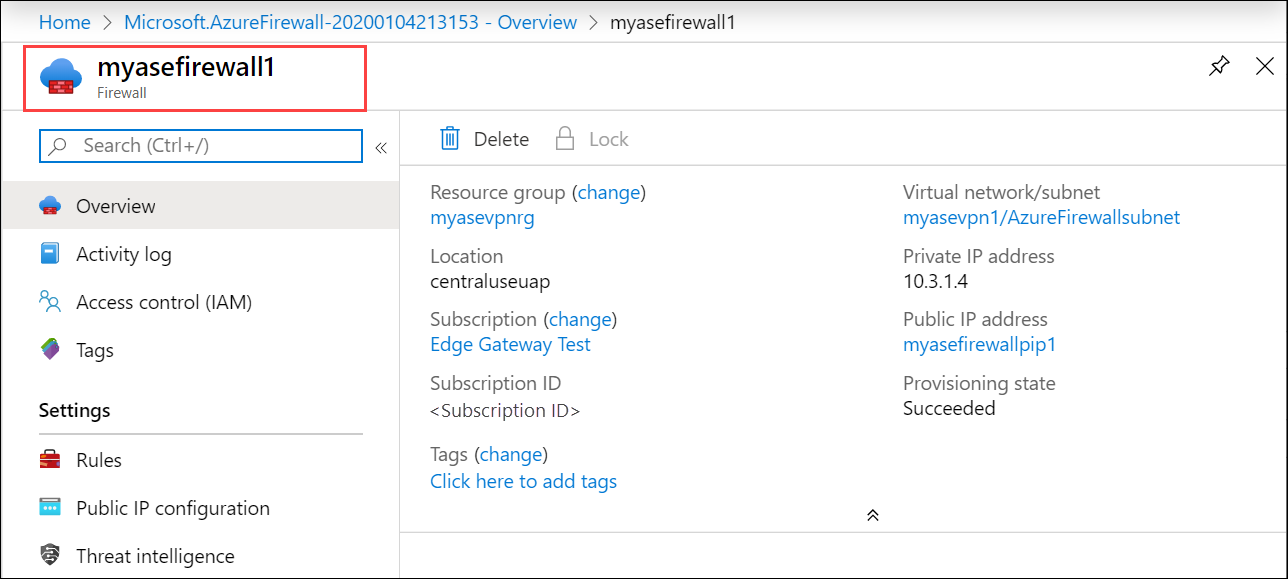 Home > Microsoft.AzureFirewall-20200104213153 - Overview > myasefirewall1
myasefirewall1
Firewall
Search (Ctrl+/)
«
Overview
Activity log
Access control (IAM)
Tags
Settings
Rules
Public IP configuration
Threat intelligence
Delete
Lock
Resource group (change)
myasevpnrg
Location
centraluseuap
Subscription (change)
Edge Gateway Test
Subscription ID
<Subscription ID>
Tags (change)
Click here to add tags
Virtual network/subnet
myasevpn1/AzureFirewallsubnet
Private IP address
10.3.1.4
Public IP address
myasefirewallpip1
Provisioning state
Succeeded